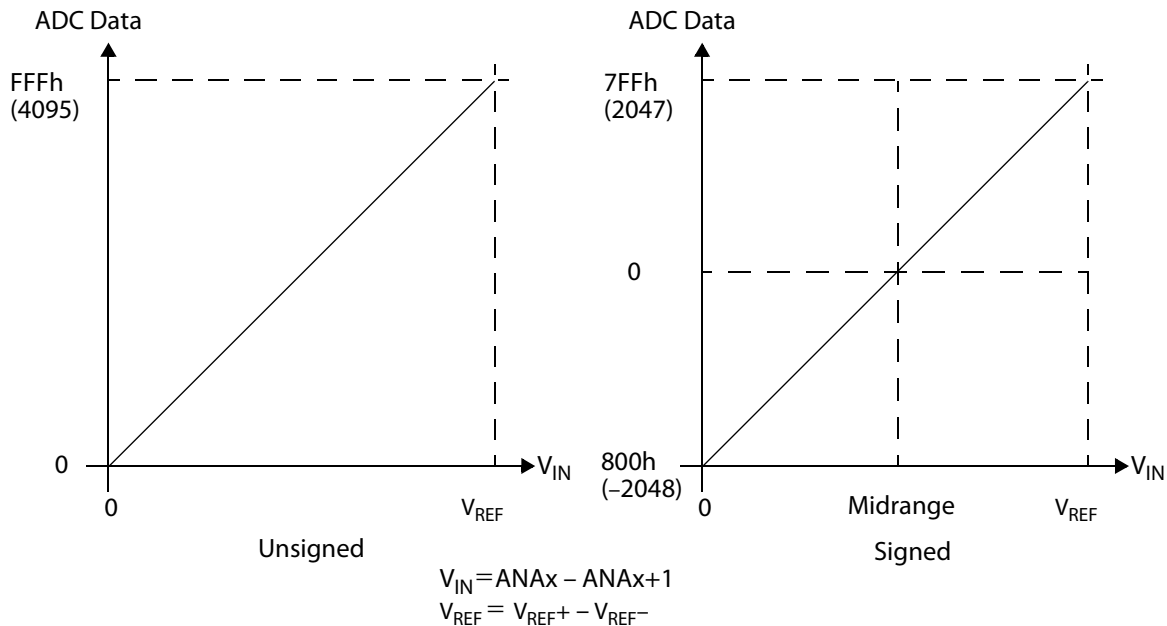 ADC Data
FFFh
(4095)
0
0
V_REF
V_IN
Unsigned
ADC Data
7FFh
(2047)
0
800h
(–2048)
0
Midrange
V_REF
V_IN
Signed
V_IN = ANAx – ANAx+1
V_REF = V_REF+ – V_REF–